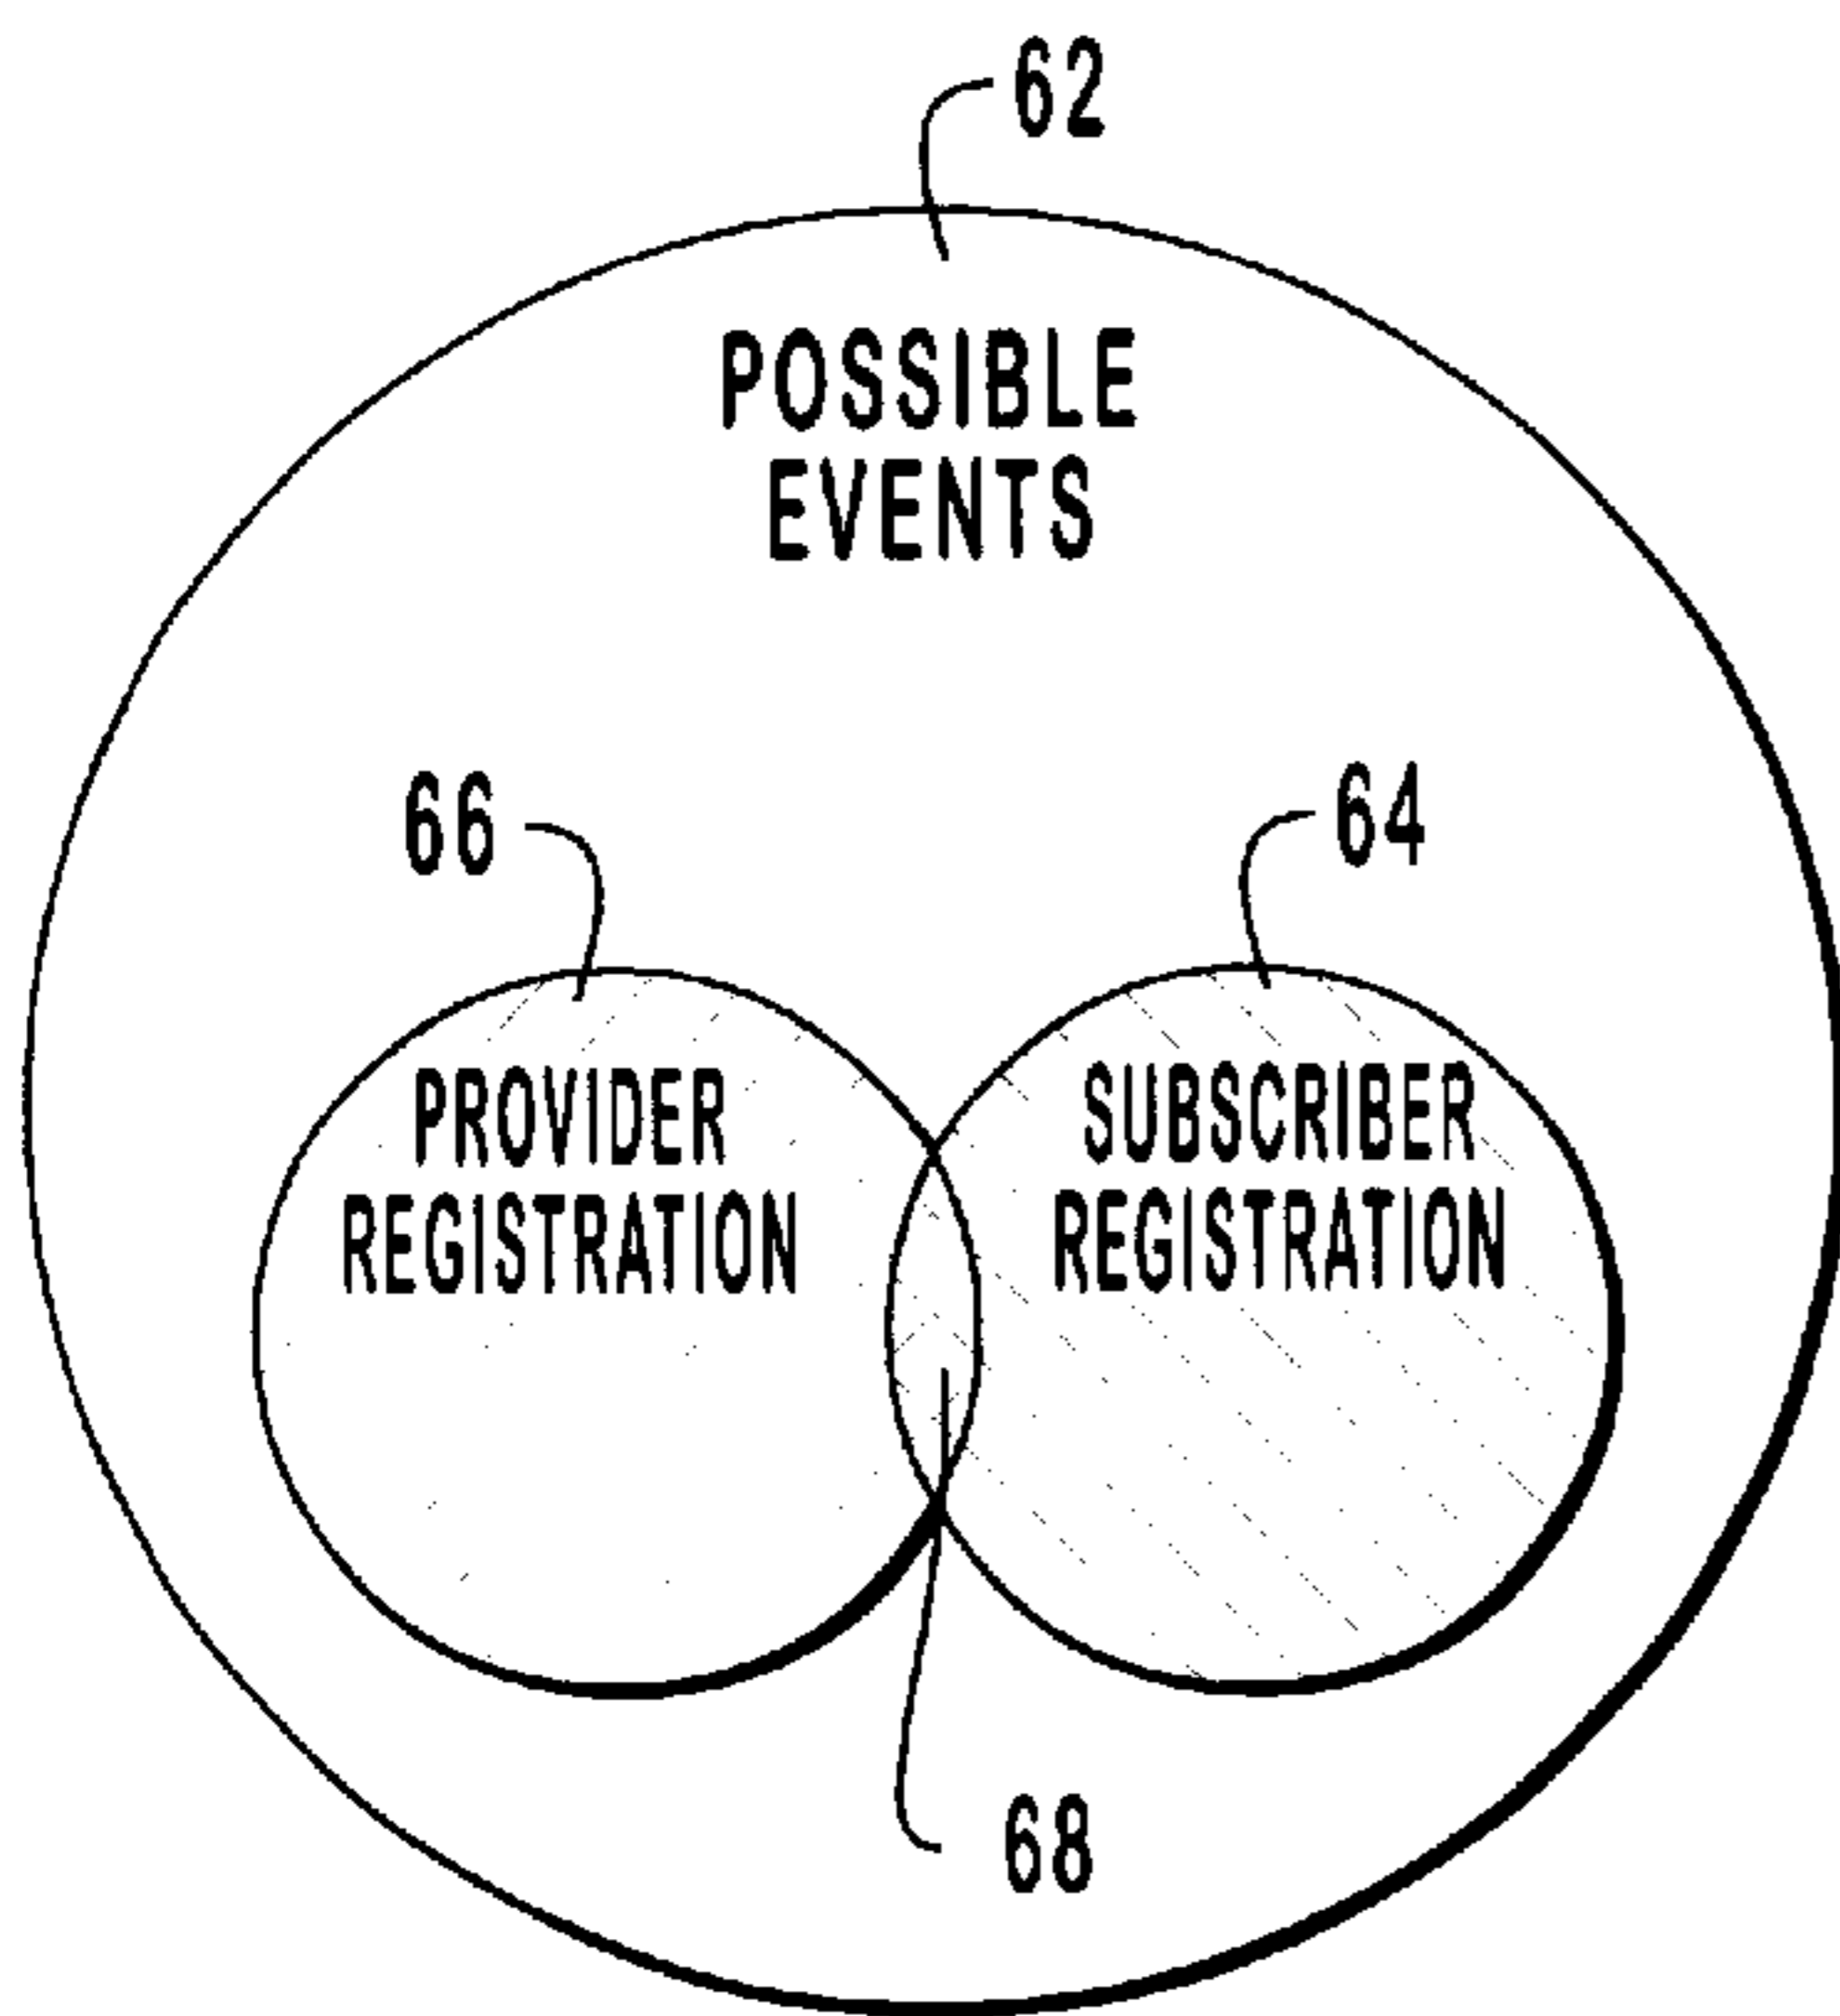 62
POSSIBLE
EVENTS
66
64
PROVIDER
REGISTRATION
SUBSCRIBER
REGISTRATION
68